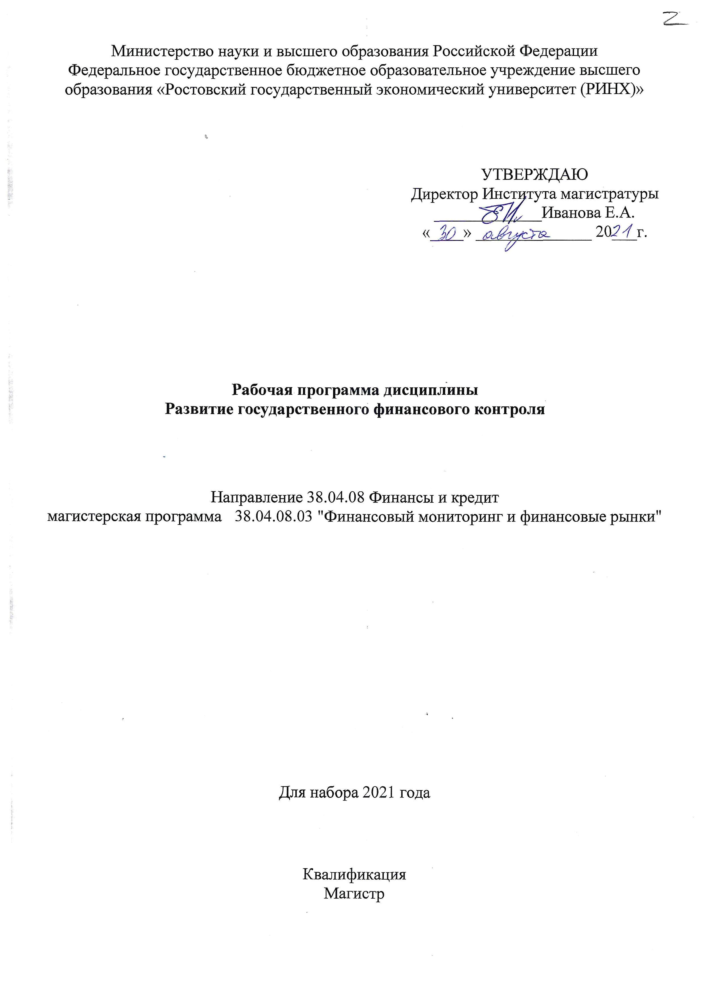 2
Министерство науки и высшего образования Российской Федерации
Федеральное государственное бюджетное образовательное учреждение высшего
образования «Ростовский государственный экономический университет (РИНХ)»
УТВЕРЖДАЮ
Директор Института магистратуры
Иванова Е.А.
«30» августа 2021 г.
Рабочая программа дисциплины
Развитие государственного финансового контроля
Направление 38.04.08 Финансы и кредит
магистерская программа 38.04.08.03 "Финансовый мониторинг и финансовые рынки"
Для набора 2021 года
Квалификация
Магистр